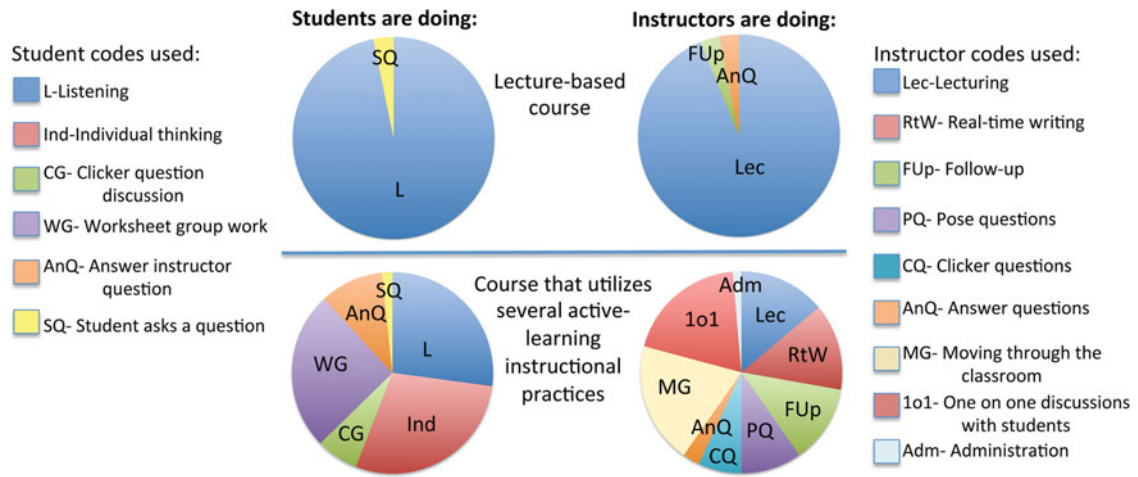 Students are doing:
Instructors are doing:
Student codes used:
L-Listening
Ind-Individual thinking
CG- Clicker question
discussion
WG- Worksheet group work
AnQ- Answer instructor
question
SQ- Student asks a question
SQ
L
Lecture-based
course
FUp
AnQ
Lec
Instructor codes used:
Lec-Lecturing
RtW- Real-time writing
FUp- Follow-up
PQ- Pose questions
CQ- Clicker questions
AnQ- Answer questions
MG- Moving through the
classroom
1o1- One on one discussions
with students
Adm- Administration
SQ
AnQ
L
WG
CG
Ind
Course that utilizes
several active-
learning
instructional
practices
Adm
Lec
1o1
RtW
MG
FUp
AnQ
PQ
CQ